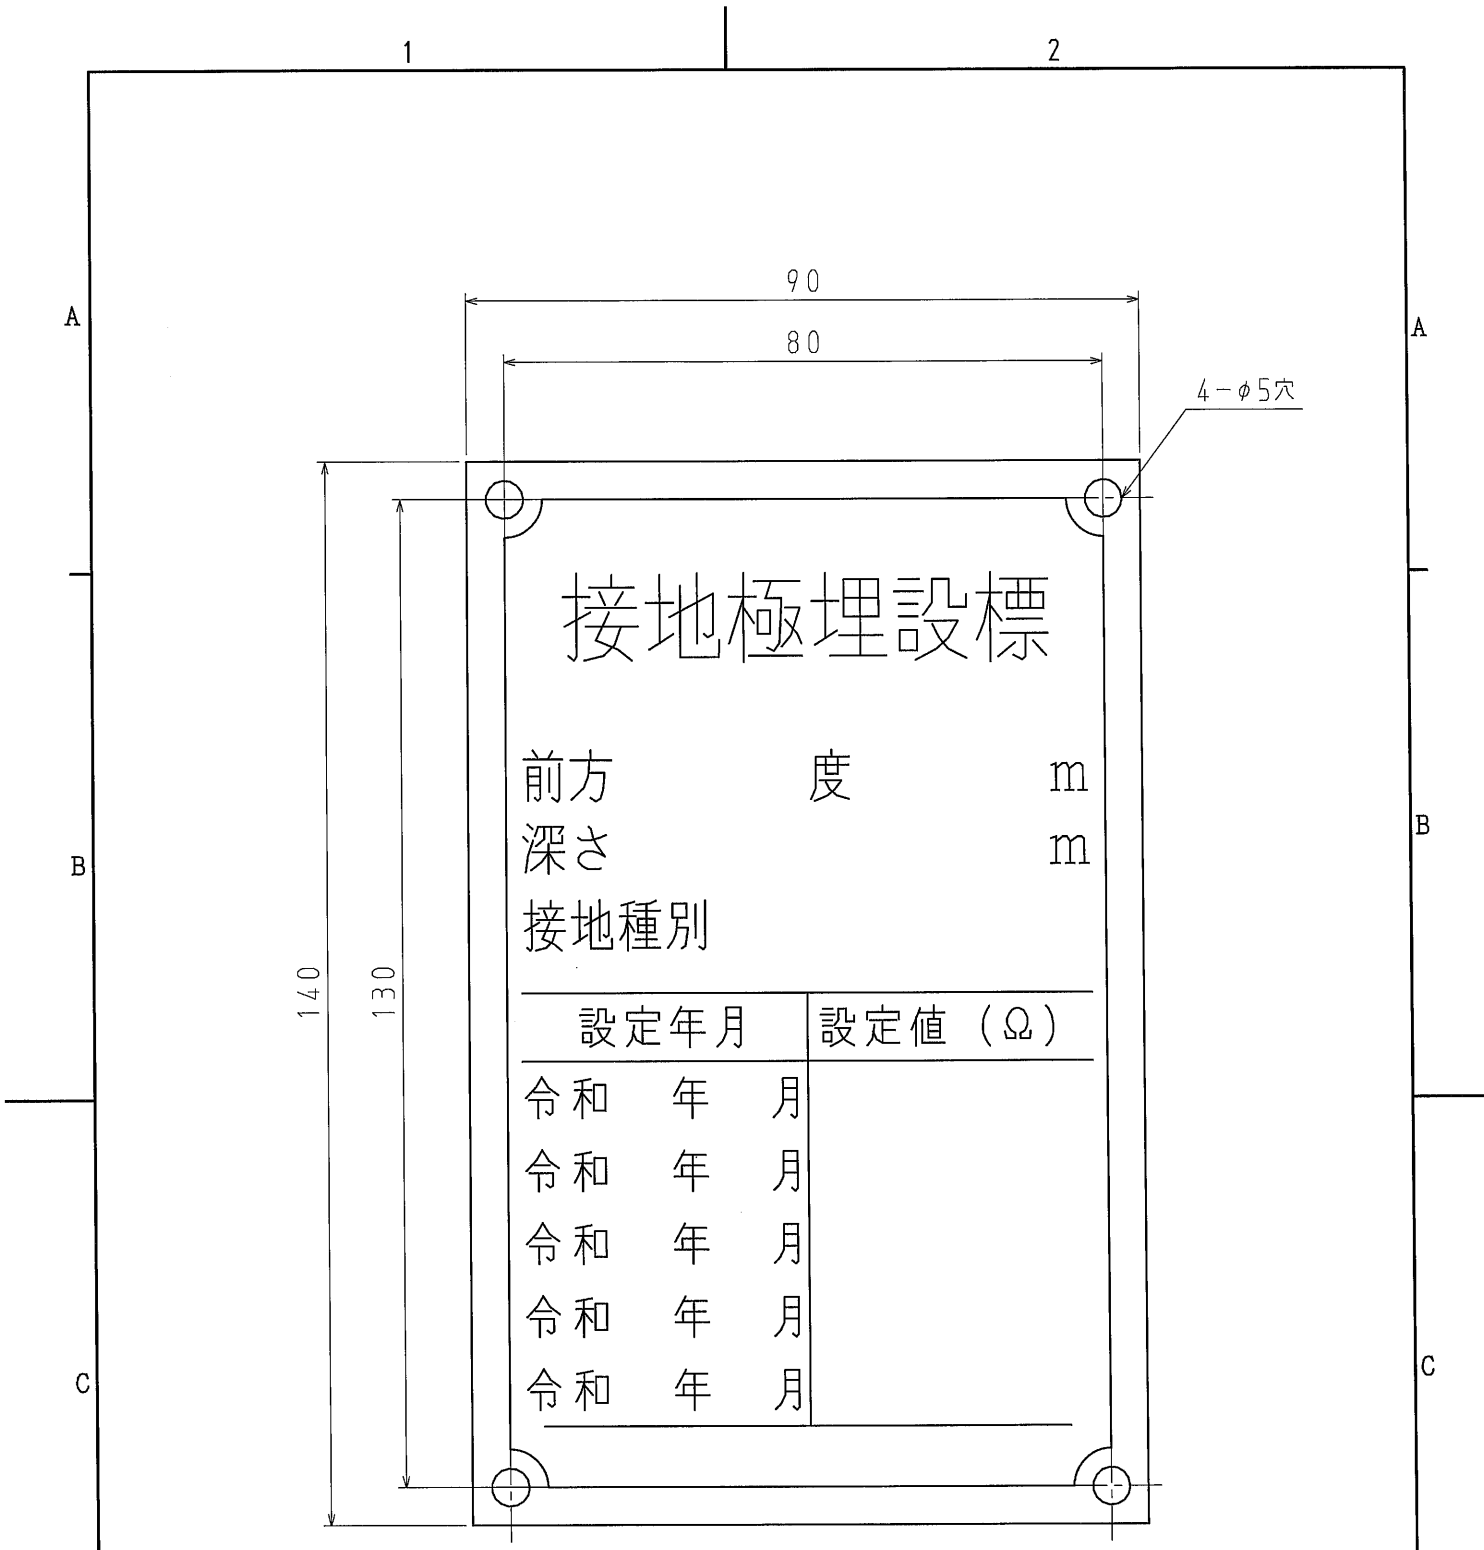 1 2
90
A
80
A
4-φ5穴
接地極埋設標
前方 度 m
深さ m
B
B
接地種別
140
130
設定年月 設定値 (Ω)
令和 年 月
令和 年 月
令和 年 月
令和 年 月
C
C
令和 年 月